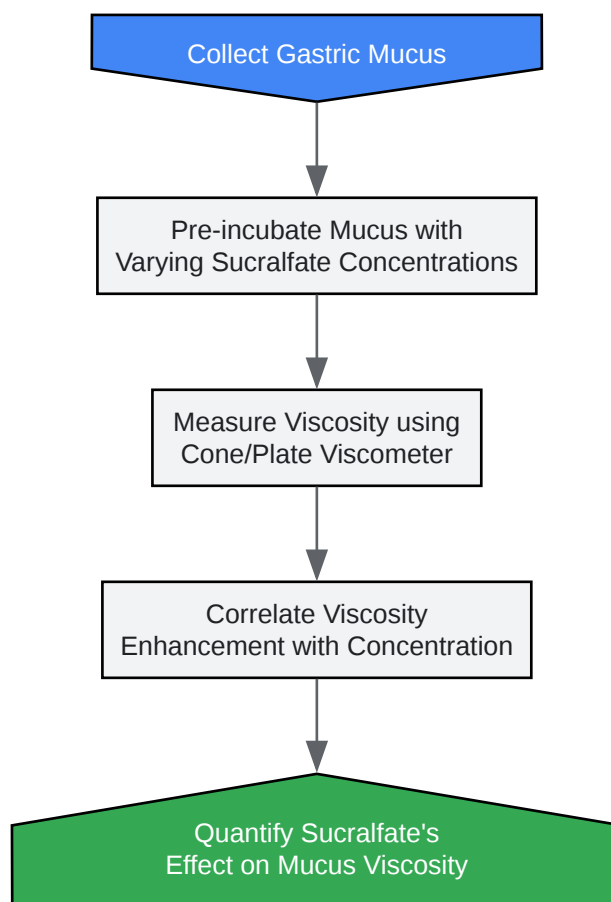 Collect Gastric Mucus
Pre-incubate Mucus with
Varying Sucralfate Concentrations
Measure Viscosity using
Cone/Plate Viscometer
Correlate Viscosity
Enhancement with Concentration
Quantify Sucralfate's
Effect on Mucus Viscosity